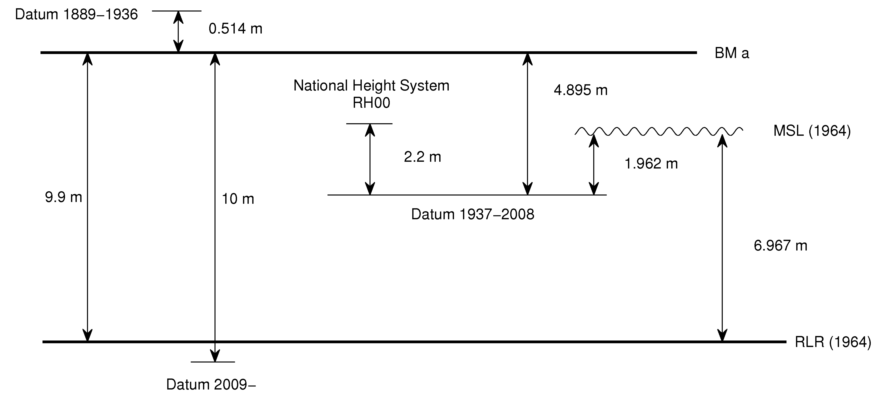 Datum 1889–1936
0.514 m
BM a
National Height System
RH00
4.895 m
MSL (1964)
2.2 m
1.962 m
9.9 m
10 m
Datum 1937–2008
6.967 m
RLR (1964)
Datum 2009–